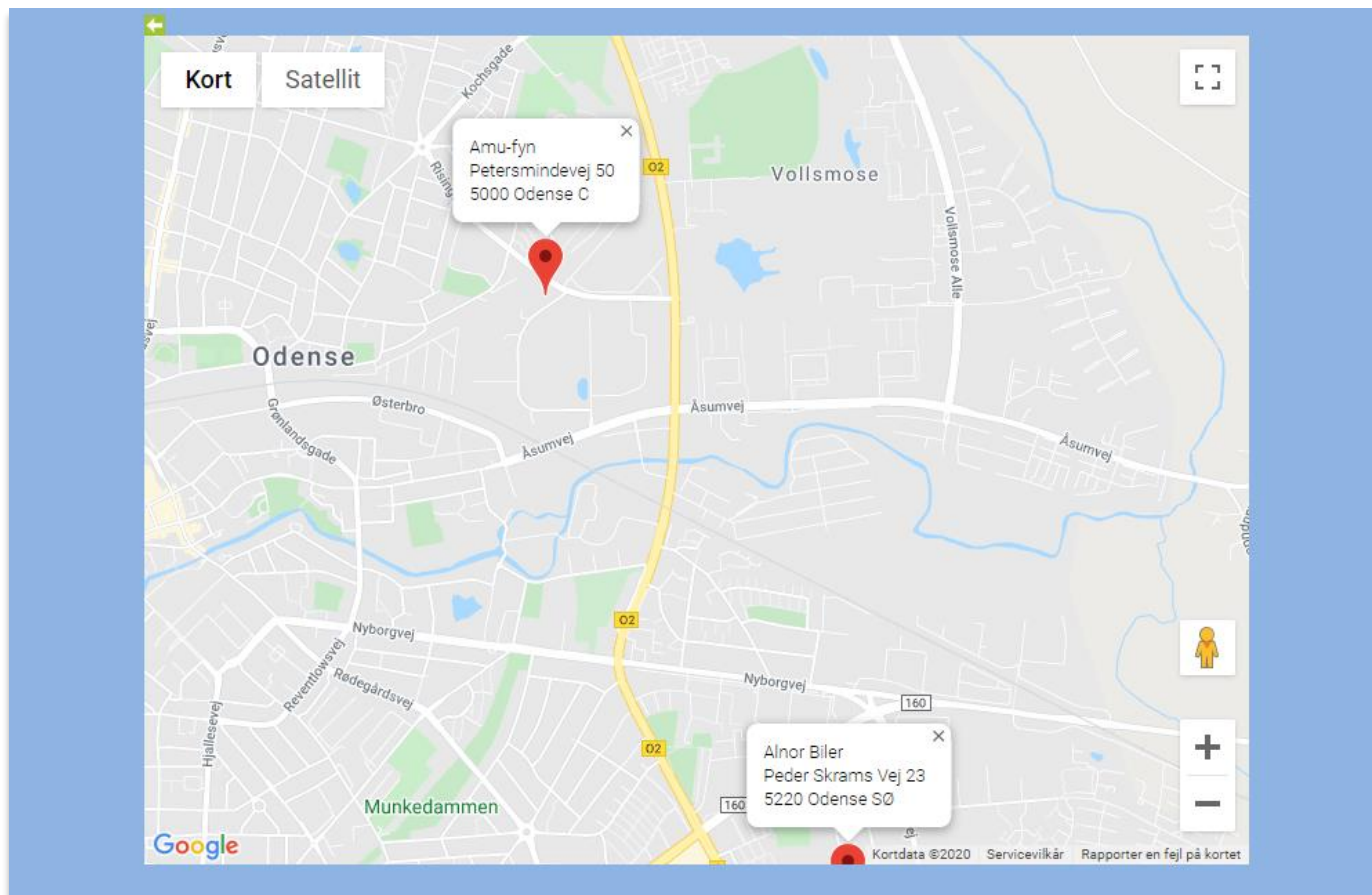 Kort
Satellit
Kochsgade
Amu-fyn
Petersmindevej 50
5000 Odense C
Rising
O2
Vollsmose
Vollsmose Alle
Odense
Østerbro
Grønlandsgade
Åsumvej
Åsumvej
Åsumvej
O2
Nyborgvej
Reventlowsvej
Rødegårdsvej
Hjallesevej
Nyborgvej
160
O2
Alnor Biler
Peder Skrams Vej 23
5220 Odense SØ
Munkedammen
160
Google
Kortdata ©2020
Servicevilkår
Rapporter en fejl på kortet